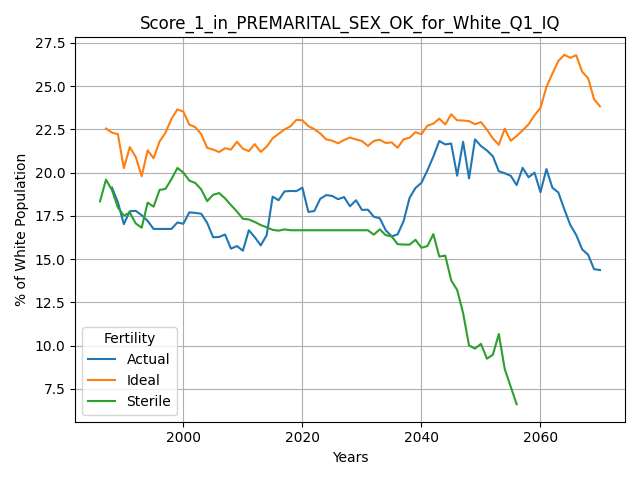 Score_1_in_PREMARITAL_SEX_OK_for_White_Q1_IQ
27.5
25.0
22.5
20.0
17.5
15.0
12.5
10.0
7.5
% of White Population
Fertility
Actual
Ideal
Sterile
2000
2020
2040
2060
Years